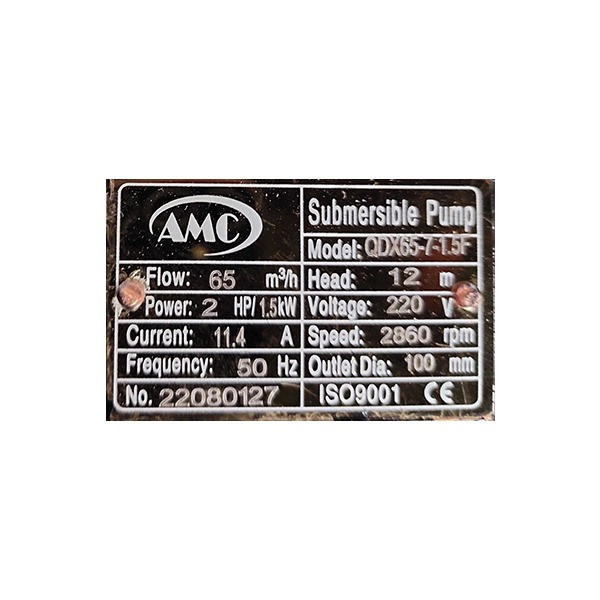 AMC
Submersible Pump
Model: QDX65-7-1.5F
Flow: 65 m³/h Head: 12 m
Power: 2 HP/1.5kW Voltage: 220 V
Current: 11.4 A Speed: 2860 rpm
Frequency: 50 Hz Outlet Dia: 100 mm
No. 22080127 ISO9001 CE